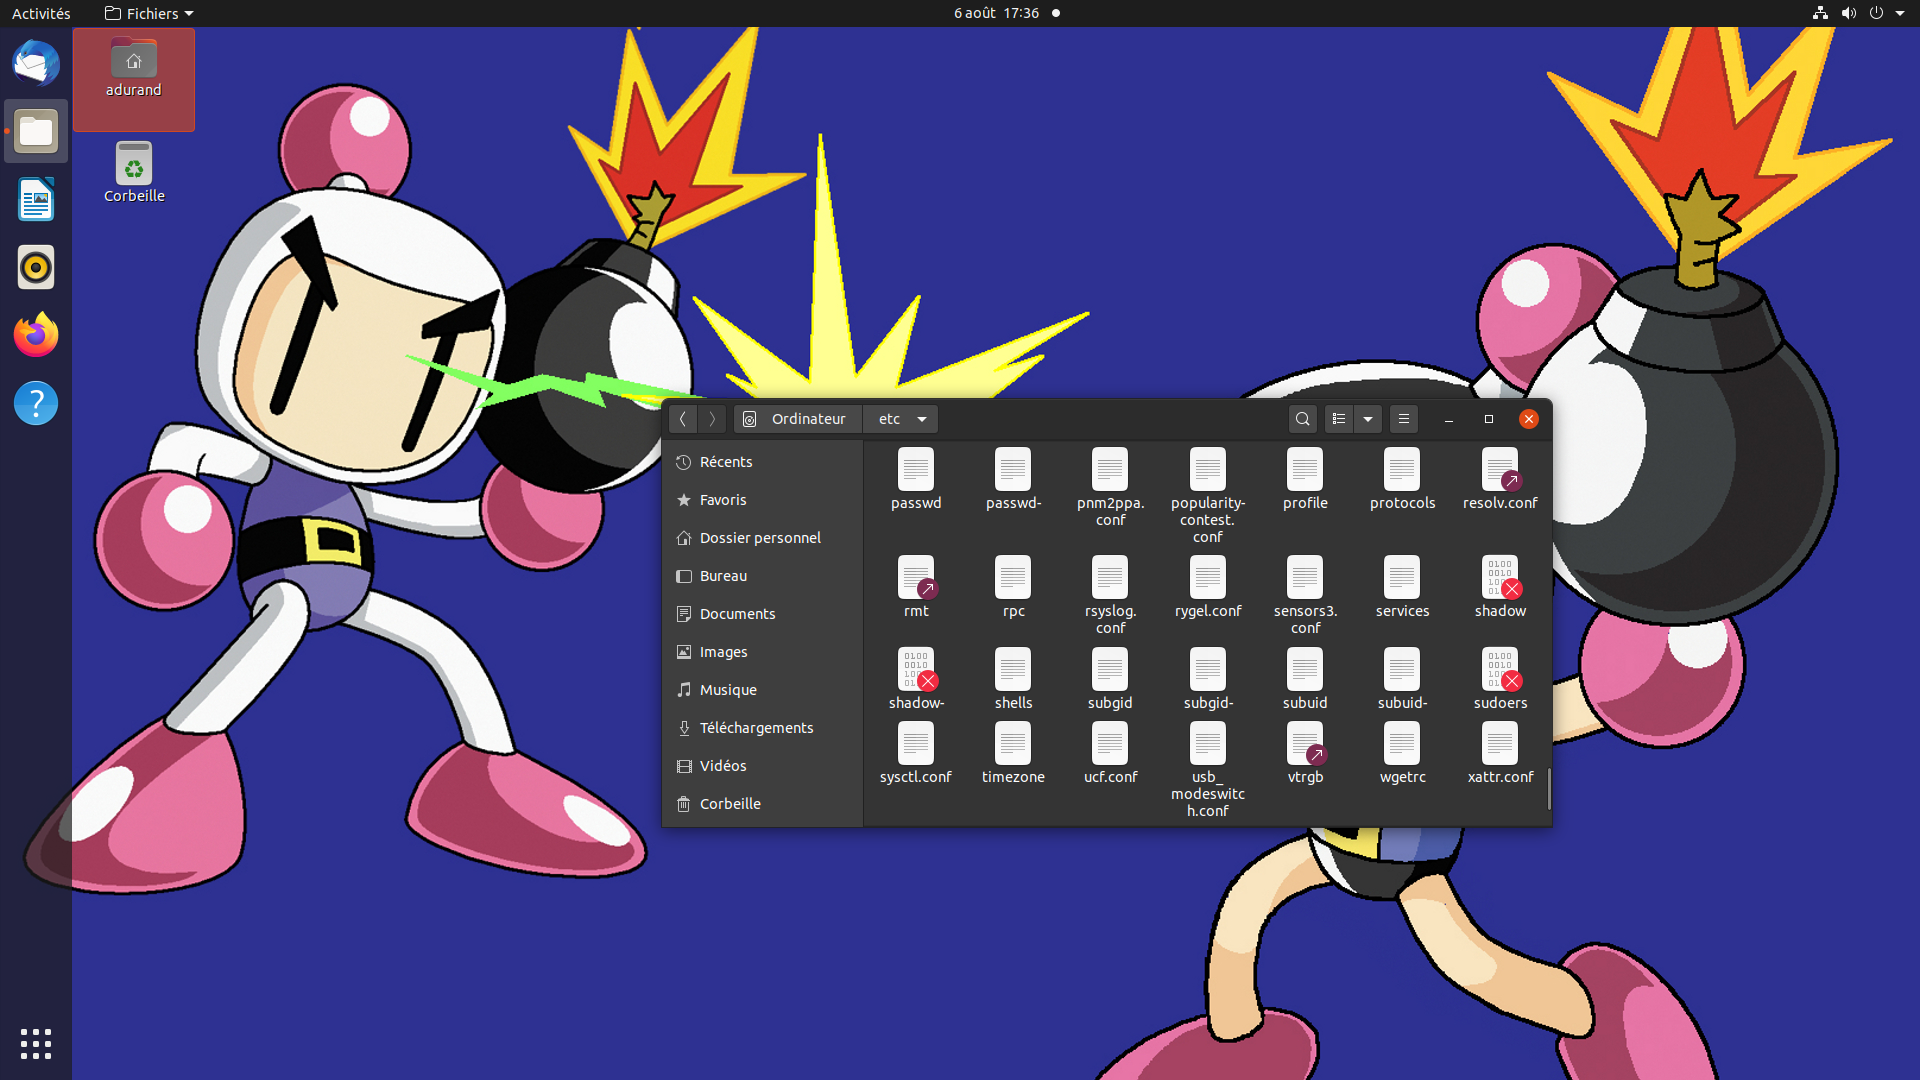 Activités
Fichiers
6 août 17:36
adurand
Corbeille
Ordinateur
etc
Récents
Favoris
Dossier personnel
Bureau
Documents
Images
Musique
Téléchargements
Vidéos
Corbeille
passwd
passwd-
pnm2ppa.
conf
popularity-
contest.
conf
profile
protocols
resolv.conf
rmt
rpc
rsyslog.
conf
rygel.conf
sensors3.
conf
services
shadow
shadow-
shells
subgid
subgid-
subuid
subuid-
sudoers
sysctl.conf
timezone
ucf.conf
usb_
modeswitc
h.conf
vtrgb
wgetrc
xattr.conf